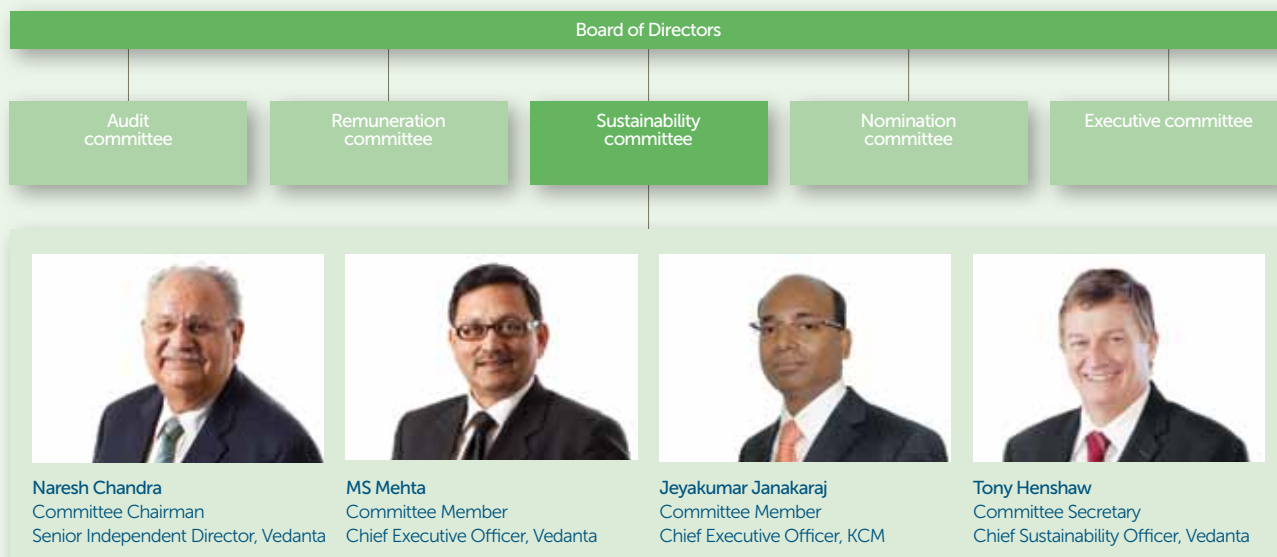 Board of Directors
Audit
committee
Remuneration
committee
Sustainability
committee
Nomination
committee
Executive committee
Naresh Chandra
Committee Chairman
Senior Independent Director, Vedanta
MS Mehta
Committee Member
Chief Executive Officer, Vedanta
Jeyakumar Janakaraj
Committee Member
Chief Executive Officer, KCM
Tony Henshaw
Committee Secretary
Chief Sustainability Officer, Vedanta